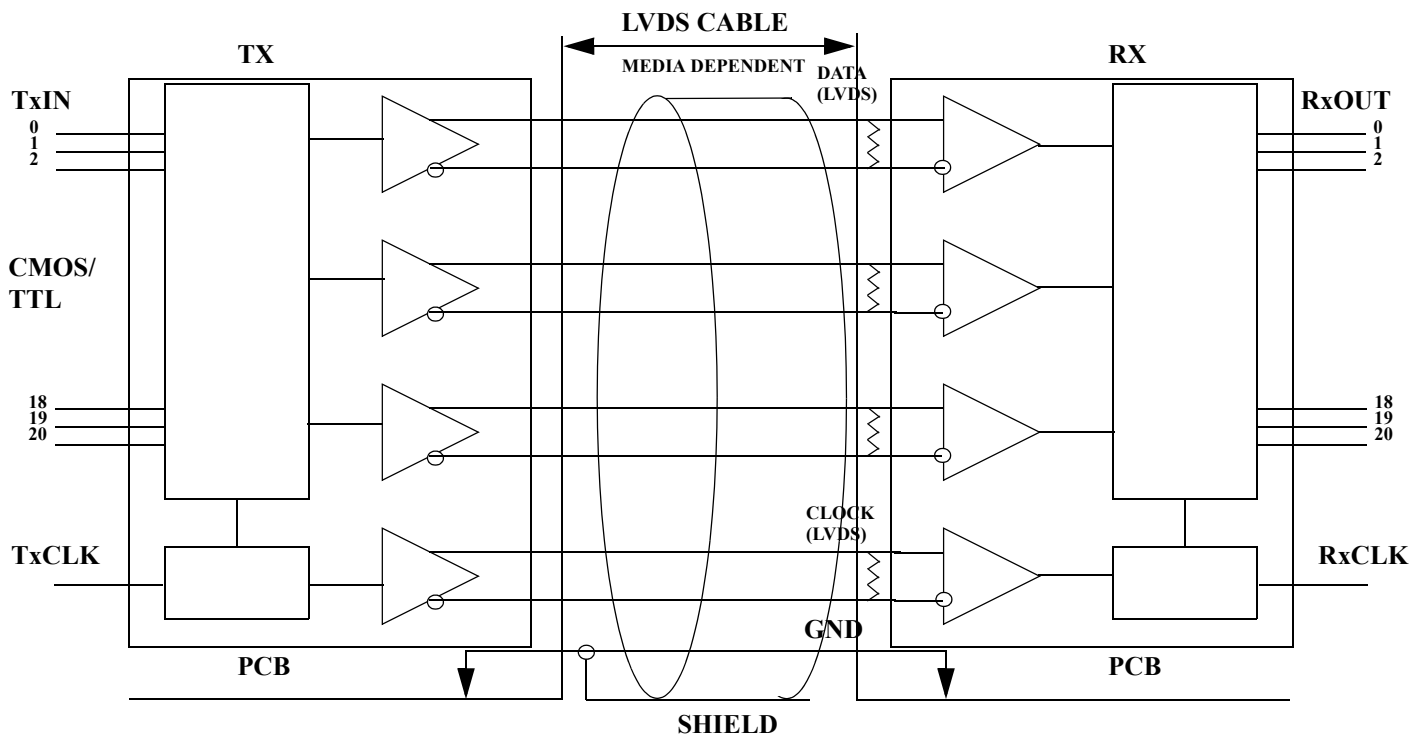 LVDS CABLE
TX
RX
MEDIA DEPENDENT
DATA
(LVDS)
TxIN
RxOUT
0
1
2
0
1
2
CMOS/
TTL
18
19
20
18
19
20
CLOCK
(LVDS)
TxCLK
RxCLK
GND
PCB
PCB
SHIELD